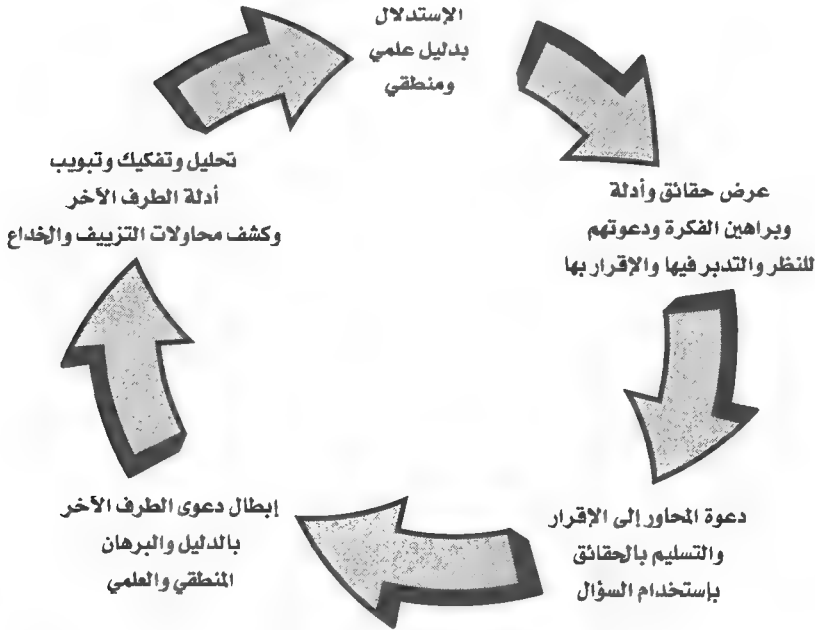 الإستدلال
بدليل علمي
ومنطقي
عرض حقائق وأدلة
وبراهين الفكرة ودعوتهم
للنظر والتدبر فيها والإقرار بها
دعوة المحاور إلى الإقرار
والتسليم بالحقائق
بإستخدام السؤال
إبطال دعوى الطرف الآخر
بالدليل والبرهان
المنطقي والعلمي
تحليل وتفكيك وتبويب
أدلة الطرف الآخر
وكشف محاولات التزييف والخداع